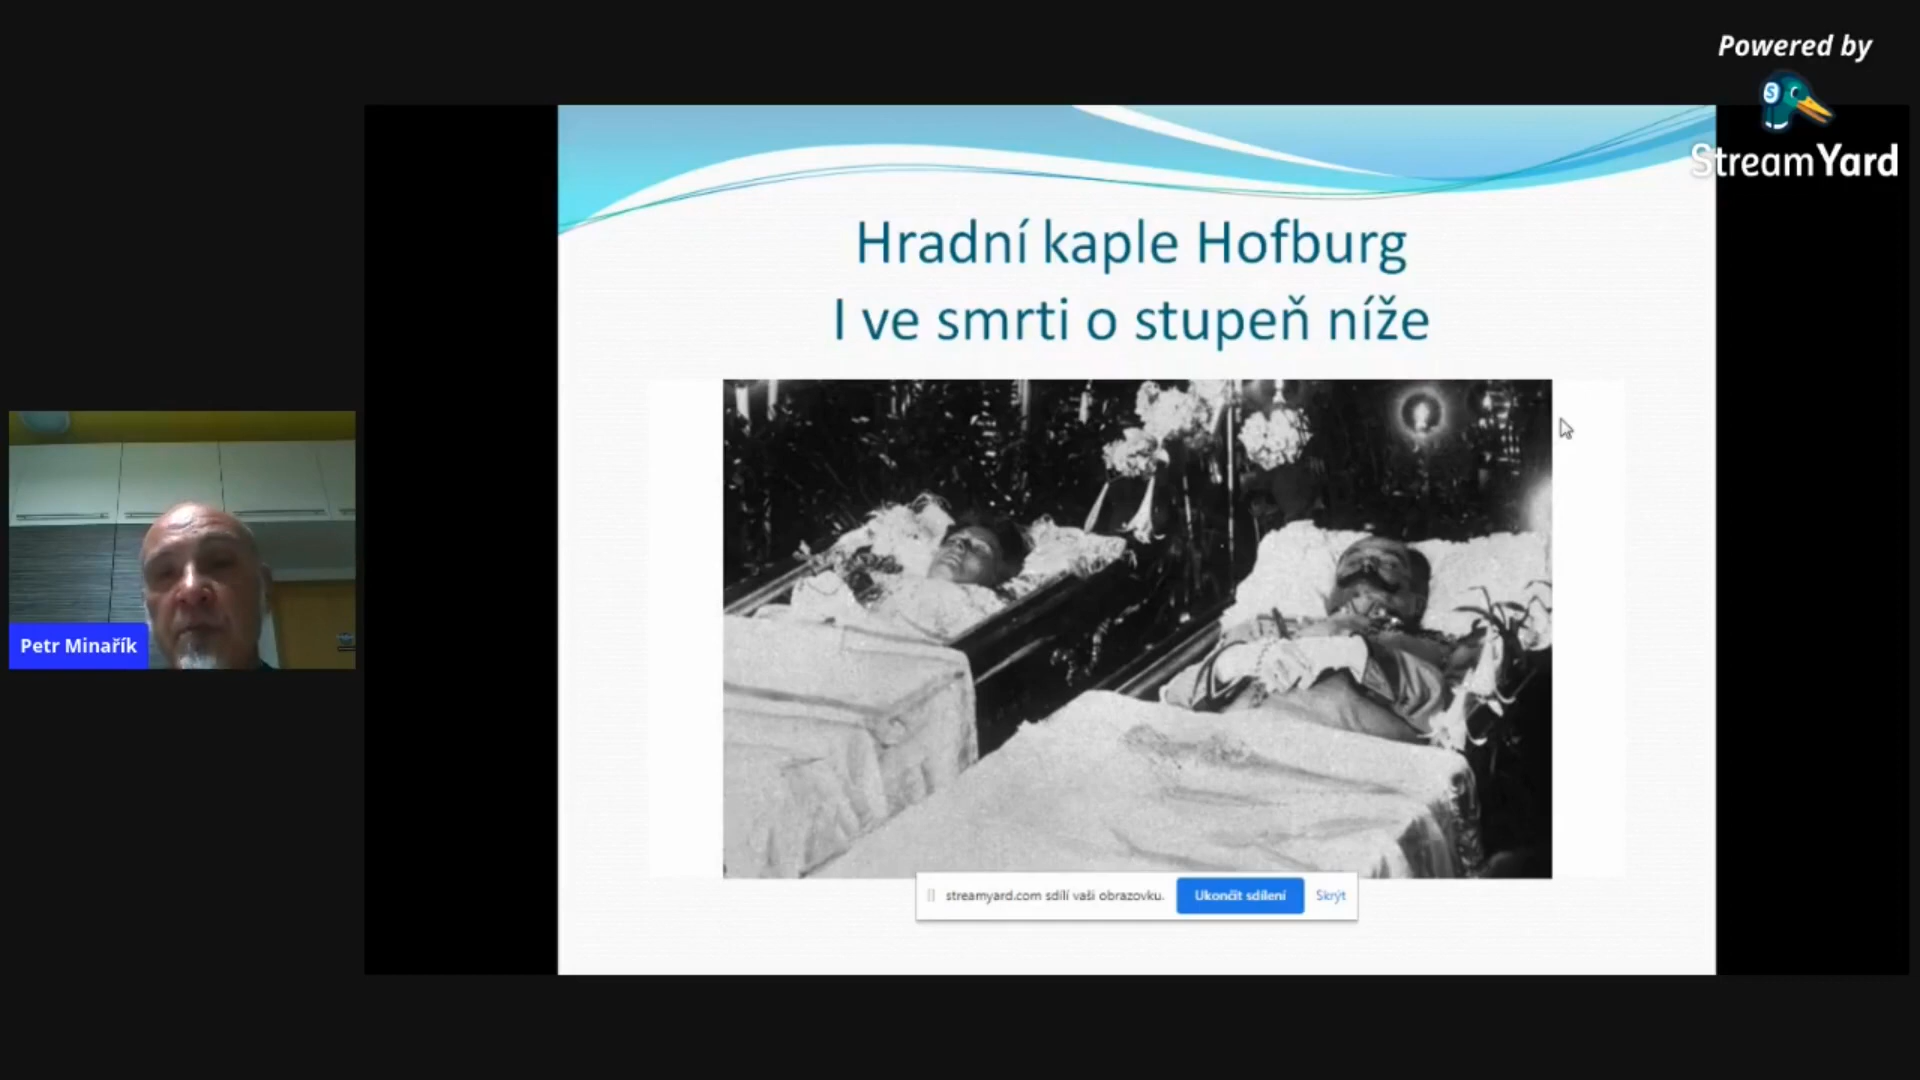 Powered by
StreamYard
Hradní kaple Hofburg
I ve smrti o stupeň níže
Petr Minařík
streamyard.com sdílí vaši obrazovku. Ukončit sdílení Skrýt